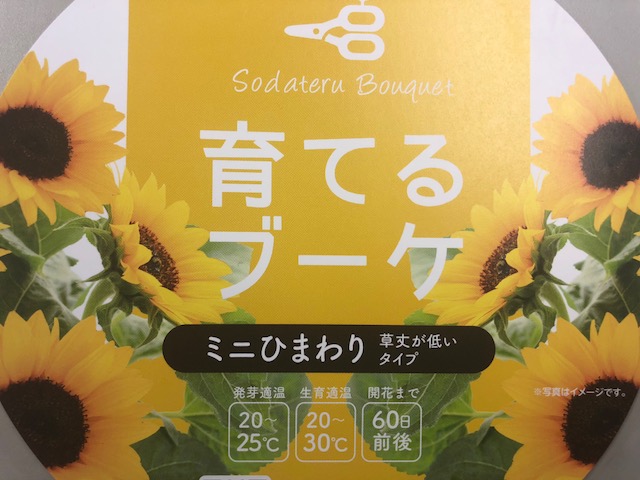 Sodateru Bouquet
育てる
ブーケ
ミニひまわり 草丈が低い
タイプ
発芽適温 生育適温 開花まで
20〜 20〜 60日
25℃ 30℃ 前後
※写真はイメージです。